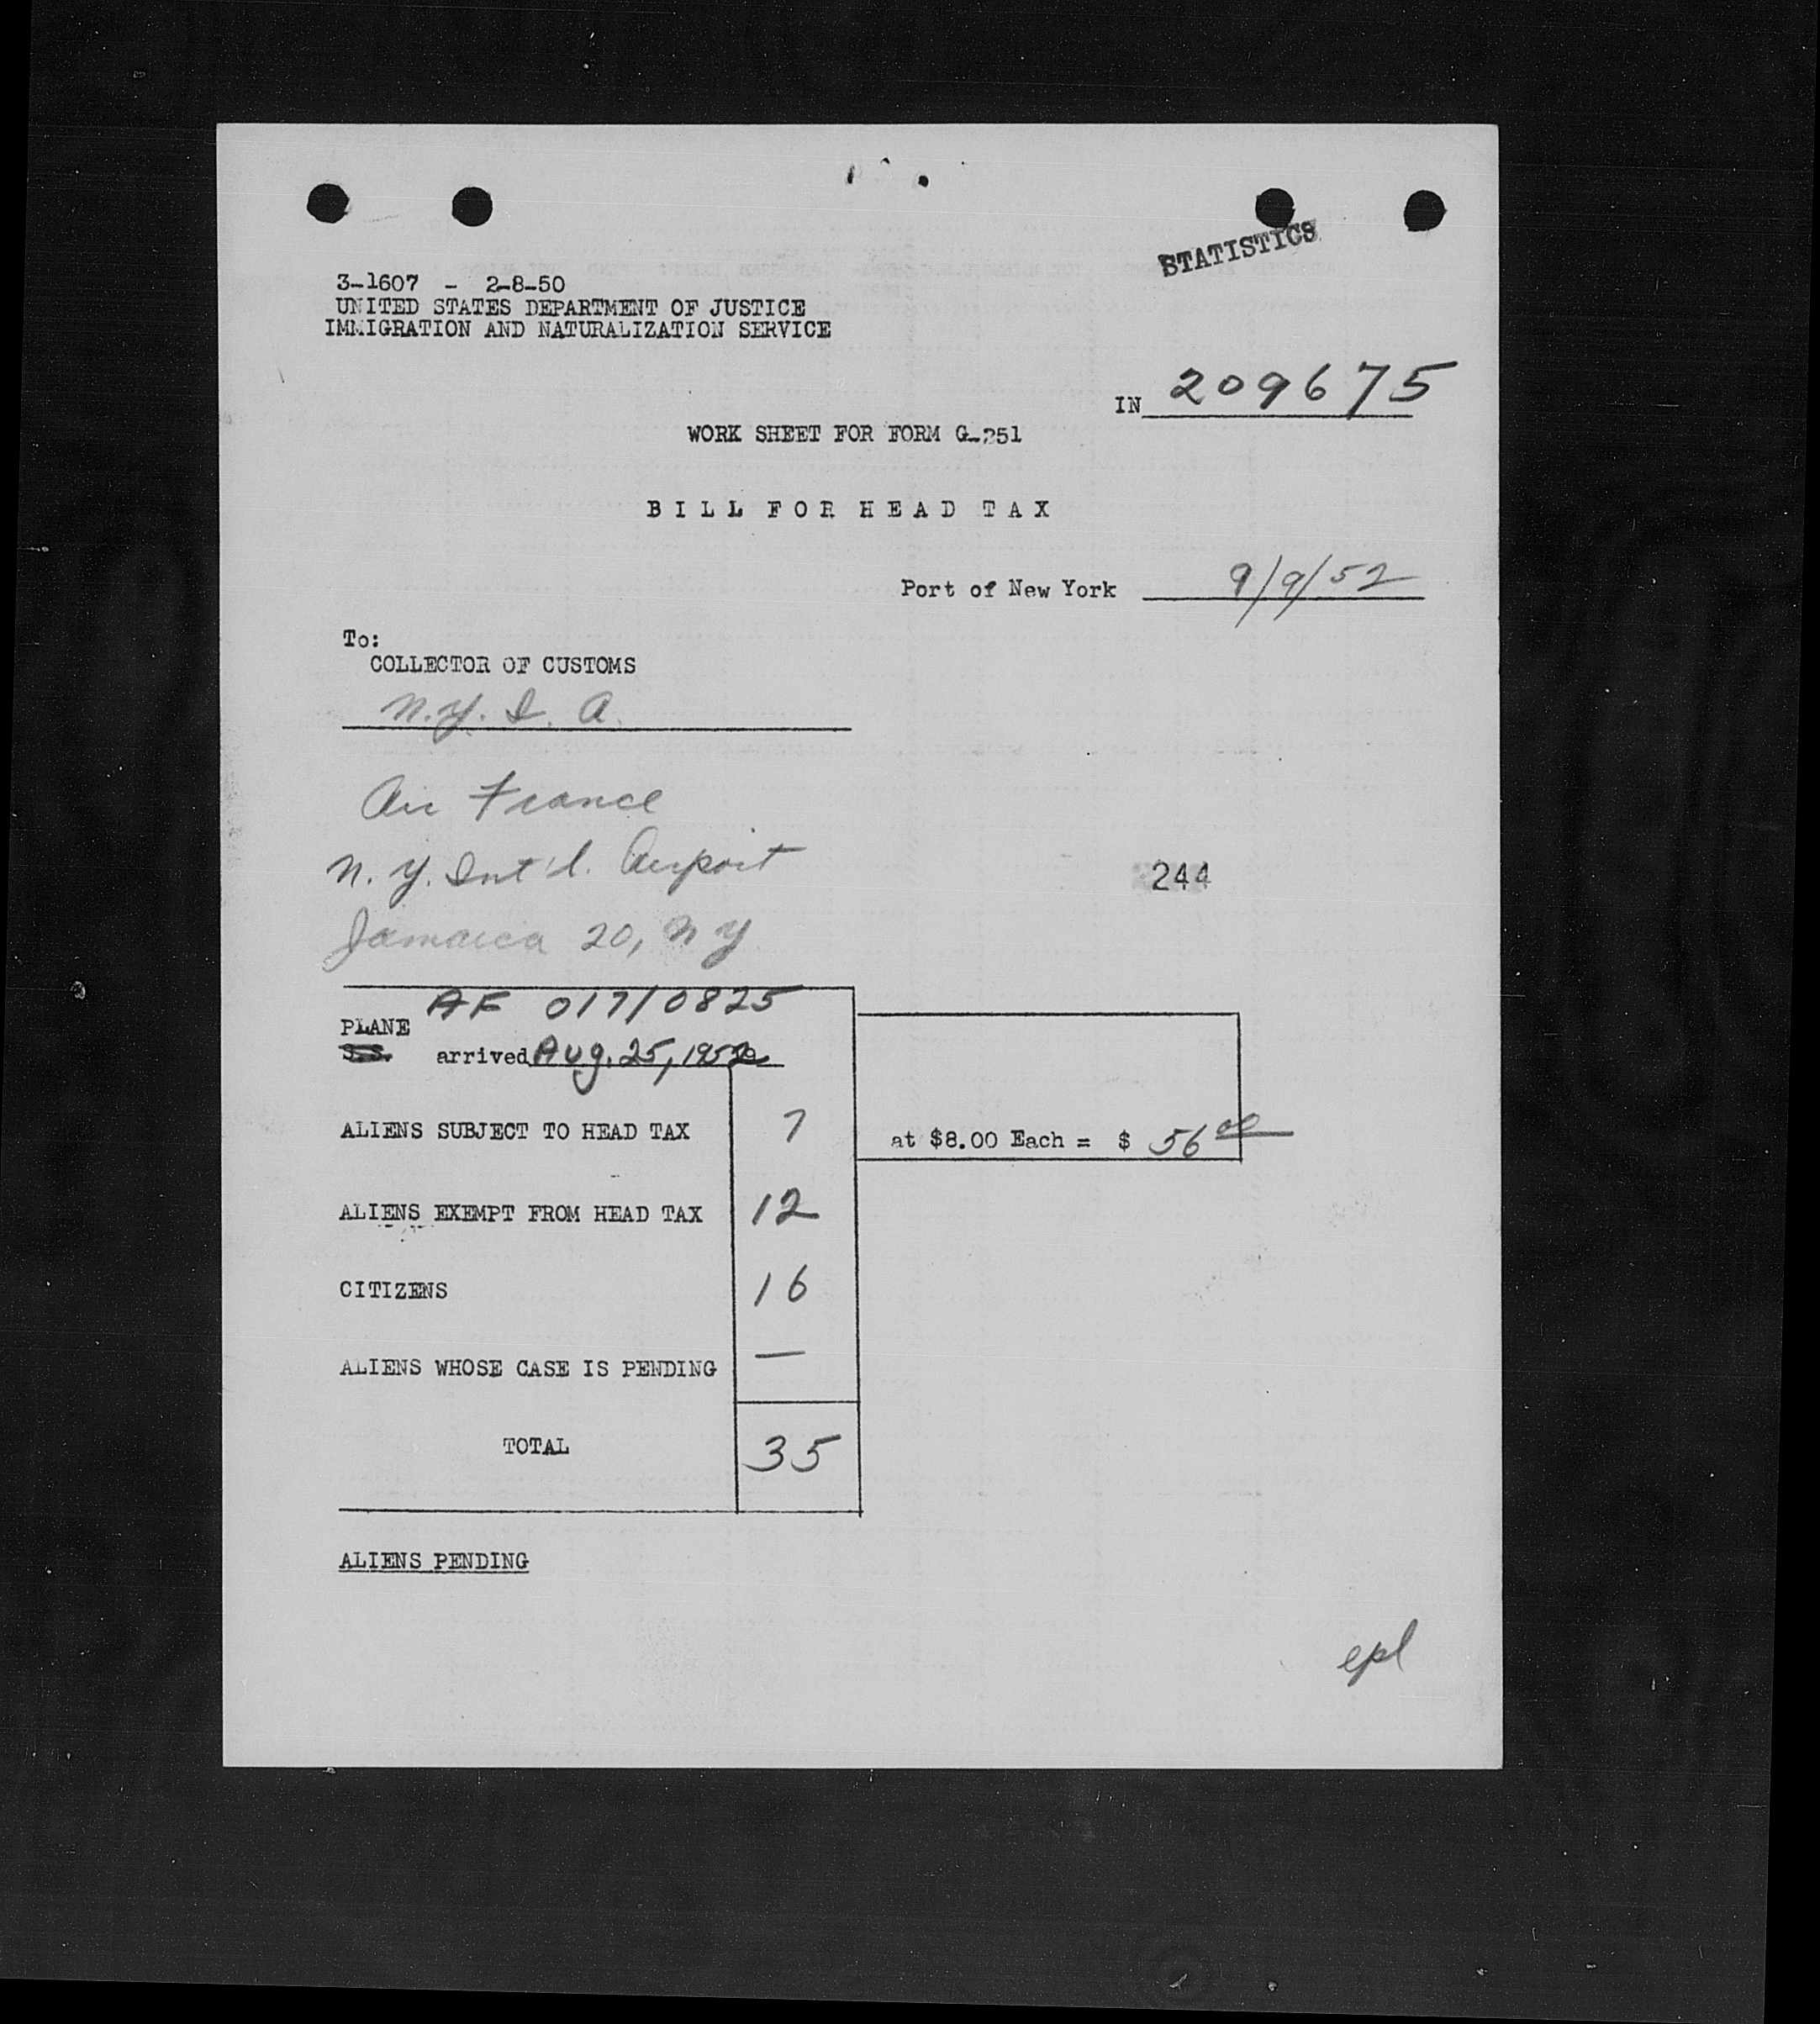 STATISTICS
3-1607 - 2-8-50
UNITED STATES DEPARTMENT OF JUSTICE
IMMIGRATION AND NATURALIZATION SERVICE
IN 209675
WORK SHEET FOR FORM G-251
BILL FOR HEAD TAX
Port of New York 9/9/52
To:
COLLECTOR OF CUSTOMS
N.Y. I. A.
Air France
N.Y. Int'l. Airport
244
Jamaica 20, NY
AF 017/0825
PLANE
S.S. arrived Aug. 25, 1952
ALIENS SUBJECT TO HEAD TAX 7 at $8.00 Each = $ 56 00
ALIENS EXEMPT FROM HEAD TAX 12
CITIZENS 16
ALIENS WHOSE CASE IS PENDING —
TOTAL 35
ALIENS PENDING
epl